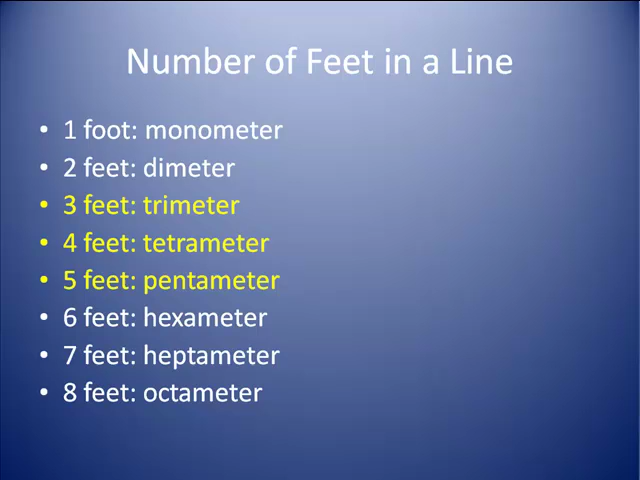 Number of Feet in a Line
• 1 foot: monometer
• 2 feet: dimeter
• 3 feet: trimeter
• 4 feet: tetrameter
• 5 feet: pentameter
• 6 feet: hexameter
• 7 feet: heptameter
• 8 feet: octameter